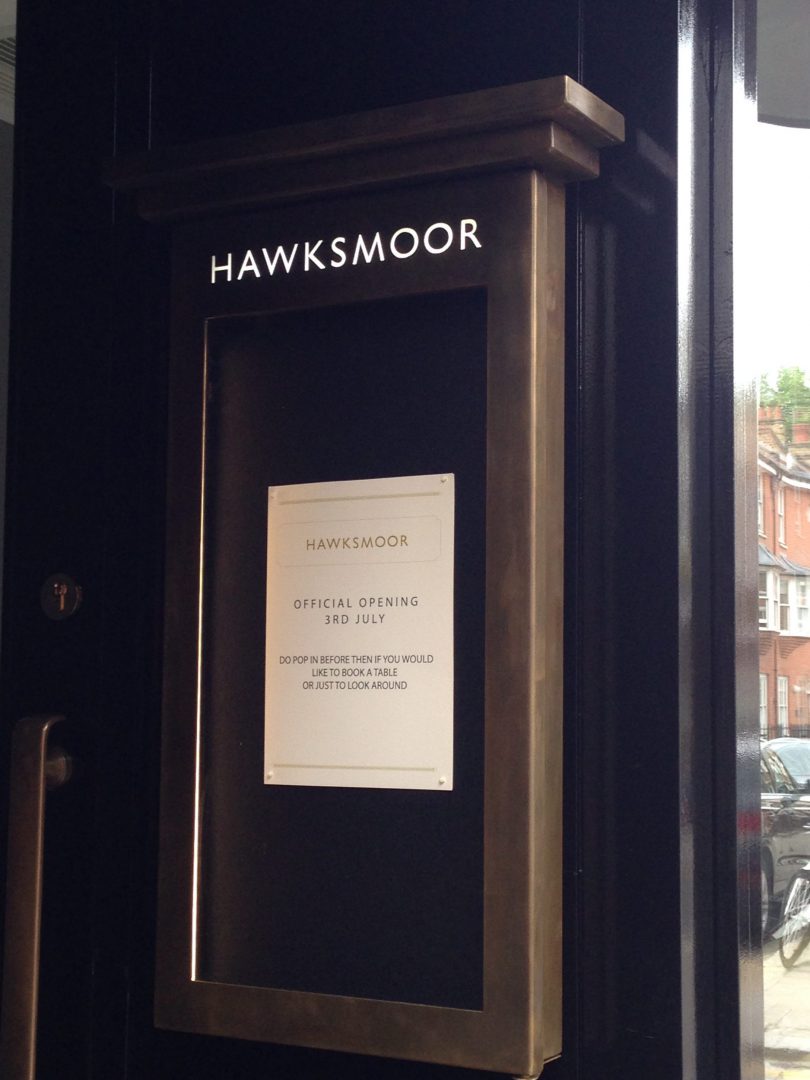 HAWKSMOOR
HAWKSMOOR
OFFICIAL OPENING
3RD JULY
DO POP IN BEFORE THEN IF YOU WOULD
LIKE TO BOOK A TABLE
OR JUST TO LOOK AROUND